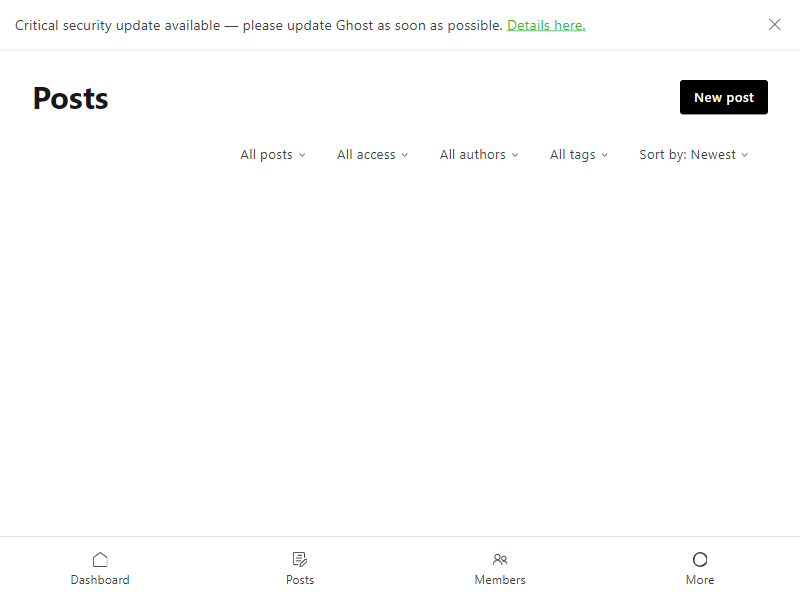 Critical security update available — please update Ghost as soon as possible. Details here.
Posts
New post
All posts
All access
All authors
All tags
Sort by: Newest
Dashboard
Posts
Members
More